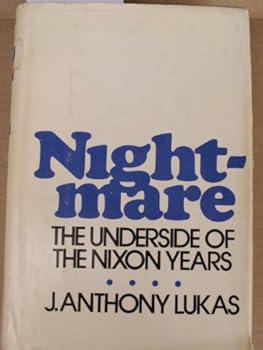 Night-
mare
THE UNDERSIDE OF
THE NIXON YEARS
J. ANTHONY LUKAS